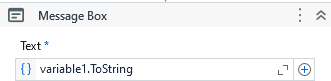 Message Box
Text *
{ } variable1.ToString